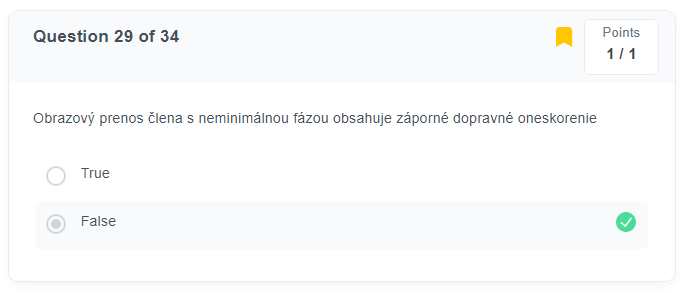 Question 29 of 34
Points
1 / 1
Obrazový prenos člena s neminimálnou fázou obsahuje záporné dopravné oneskorenie
True
False